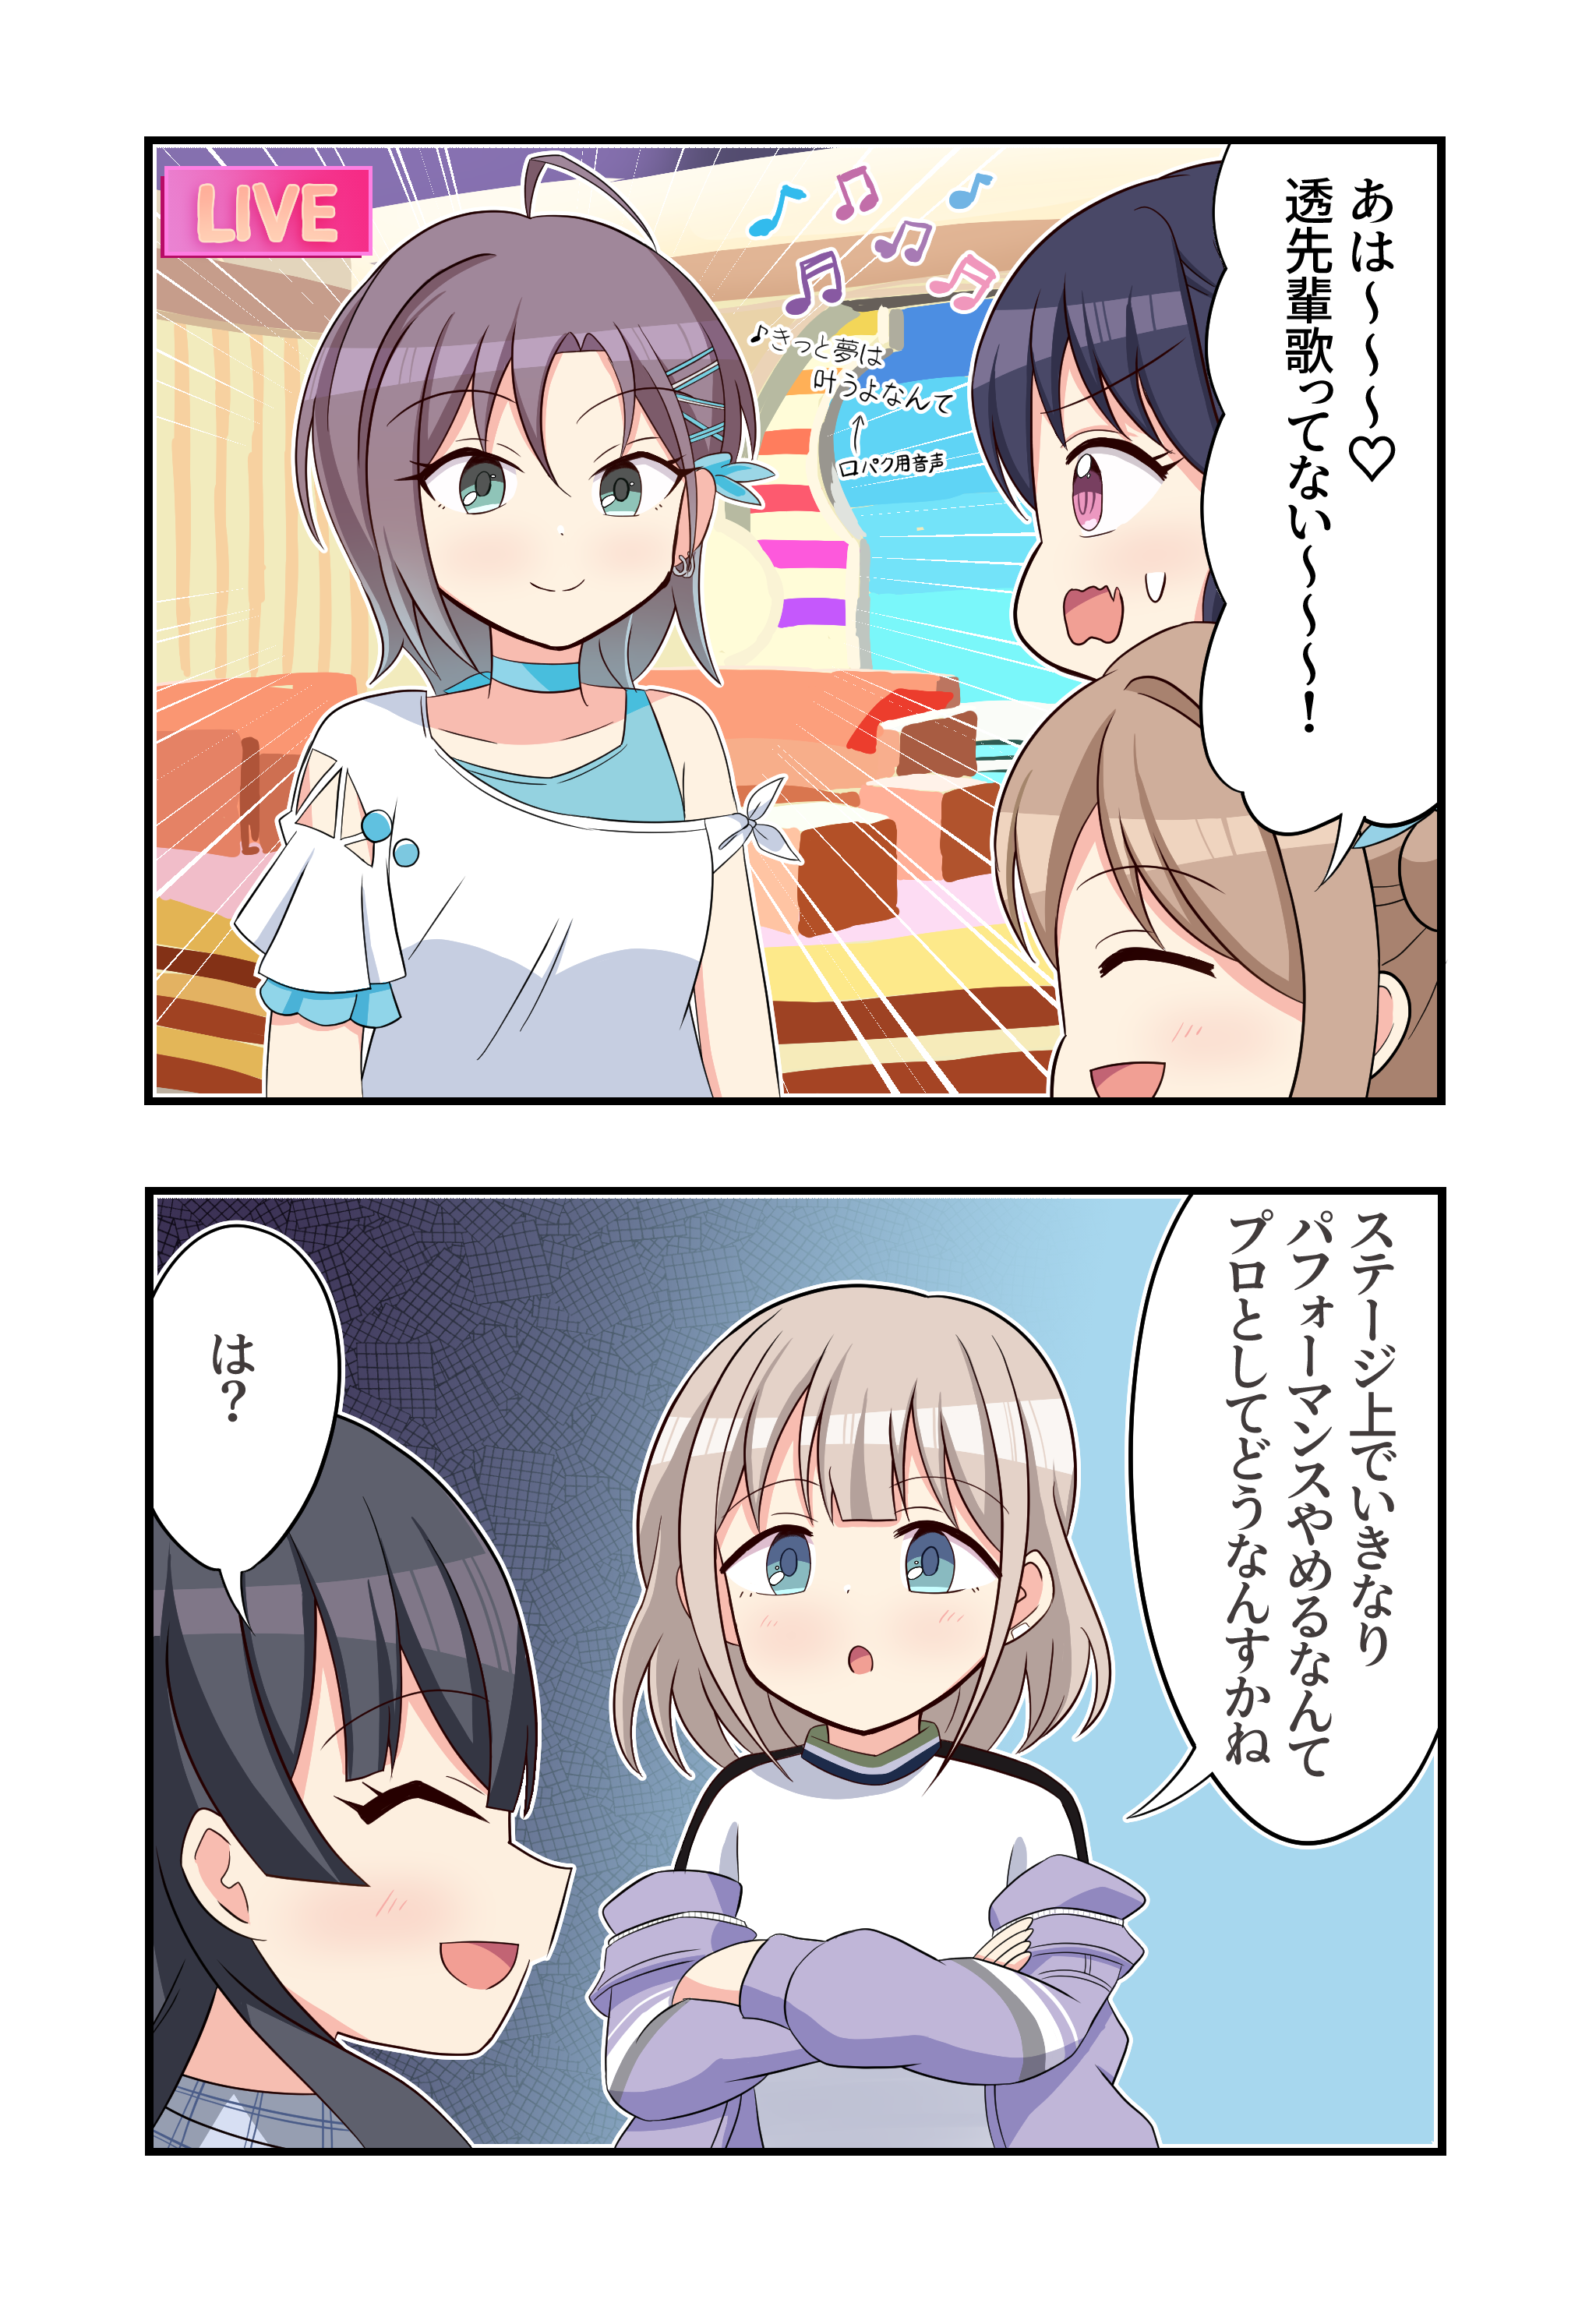 LIVE
あは〜〜〜♡
透先輩歌ってない〜〜〜！
♪きっと夢は
叶うよなんて
↑
口パク用音声
ステージ上でいきなり
パフォーマンスやめるなんて
プロとしてどうなんすかね
は？